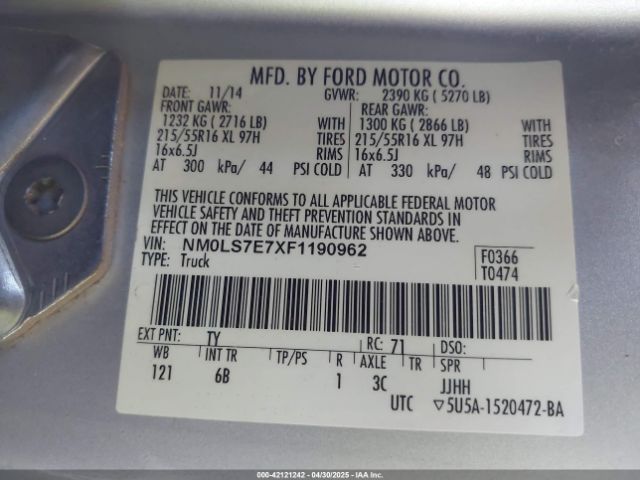 MFD. BY FORD MOTOR CO.
DATE: 11/14 GVWR: 2390 KG ( 5270 LB)
FRONT GAWR: REAR GAWR:
1232 KG ( 2716 LB) WITH 1300 KG ( 2866 LB) WITH
215/55R16 XL 97H TIRES 215/55R16 XL 97H TIRES
16x6.5J RIMS 16x6.5J RIMS
AT 300 kPa/ 44 PSI COLD AT 330 kPa/ 48 PSI COLD
THIS VEHICLE CONFORMS TO ALL APPLICABLE FEDERAL MOTOR
VEHICLE SAFETY AND THEFT PREVENTION STANDARDS IN
EFFECT ON THE DATE OF MANUFACTURE SHOWN ABOVE.
VIN: NM0LS7E7XF1190962 F0366
TYPE: Truck T0474
EXT PNT: TY RC: 71 DSO:
WB INT TR TP/PS R AXLE TR SPR
121 6B 1 3C JJHH
UTC ▽5U5A-1520472-BA
000-42121242 - 04/30/2025 - IAAI.CA